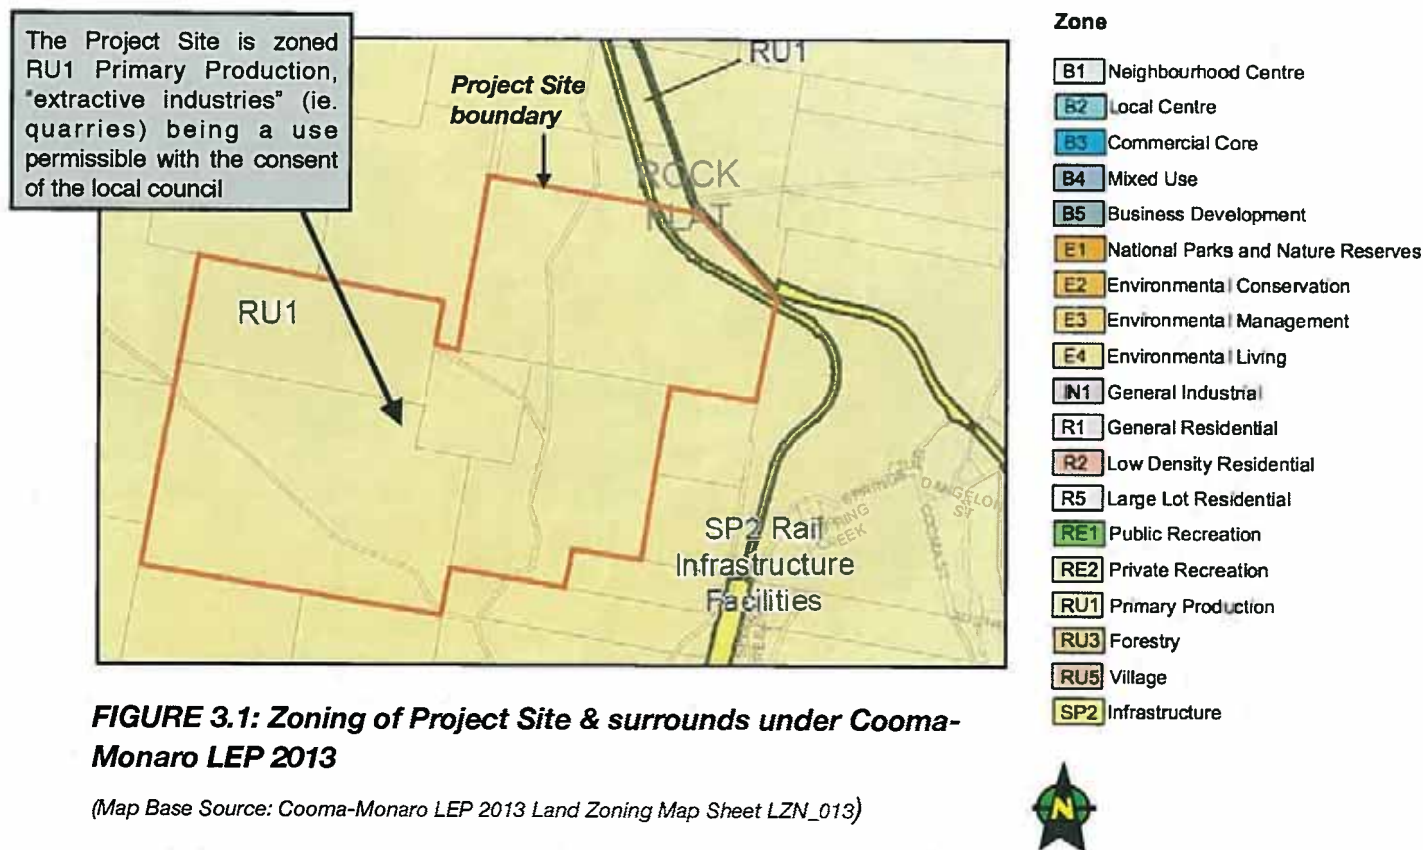 The Project Site is zoned
RU1 Primary Production,
"extractive industries" (ie.
quarries) being a use
permissible with the consent
of the local council
Project Site
boundary
RU1
ROCK
FLAT
RU1
SP2 Rail
Infrastructure
Facilities
SPRING
CREEK
COOMA ST
Zone
B1 Neighbourhood Centre
B2 Local Centre
B3 Commercial Core
B4 Mixed Use
B5 Business Development
E1 National Parks and Nature Reserves
E2 Environmental Conservation
E3 Environmental Management
E4 Environmental Living
IN1 General Industrial
R1 General Residential
R2 Low Density Residential
R5 Large Lot Residential
RE1 Public Recreation
RE2 Private Recreation
RU1 Primary Production
RU3 Forestry
RU5 Village
SP2 Infrastructure
FIGURE 3.1: Zoning of Project Site & surrounds under Cooma-
Monaro LEP 2013
(Map Base Source: Cooma-Monaro LEP 2013 Land Zoning Map Sheet LZN_013)
N